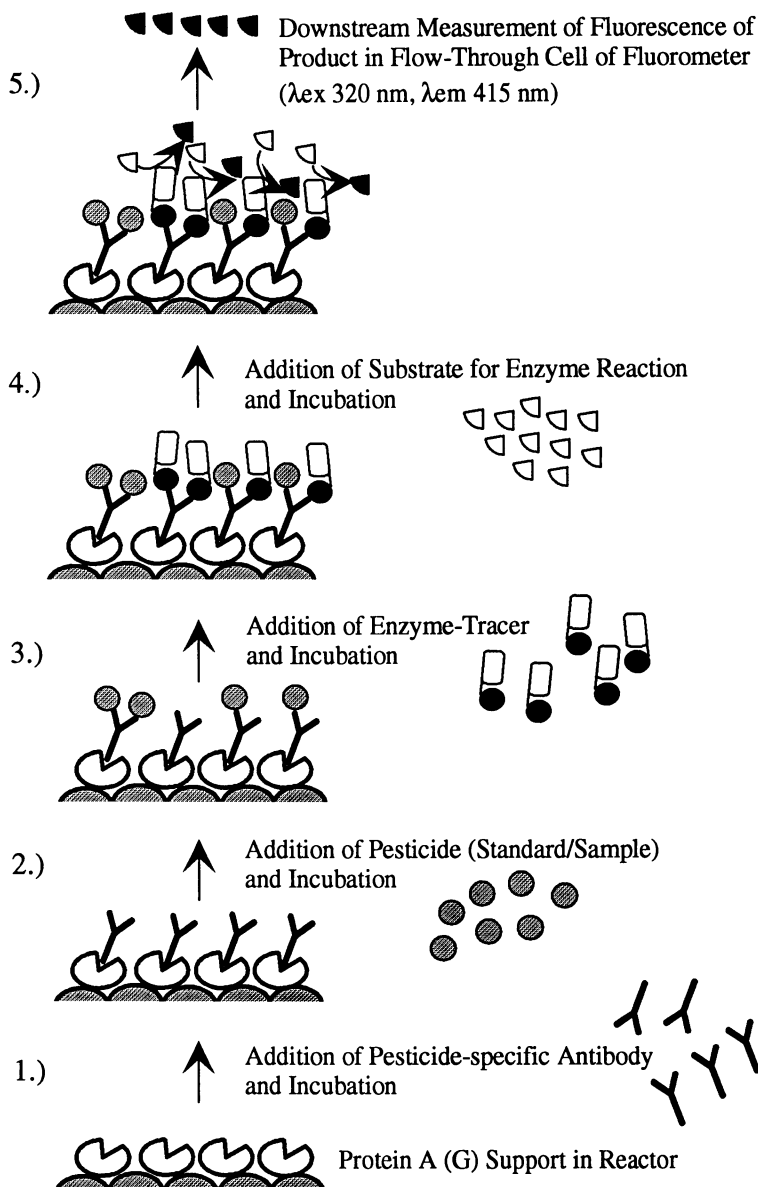 Downstream Measurement of Fluorescence of
Product in Flow-Through Cell of Fluorometer
5.)
(λex 320 nm, λem 415 nm)
Addition of Substrate for Enzyme Reaction
4.)
and Incubation
Addition of Enzyme-Tracer
3.)
and Incubation
2.)
Addition of Pesticide (Standard/Sample)
and Incubation
1.)
Addition of Pesticide-specific Antibody
and Incubation
Protein A (G) Support in Reactor